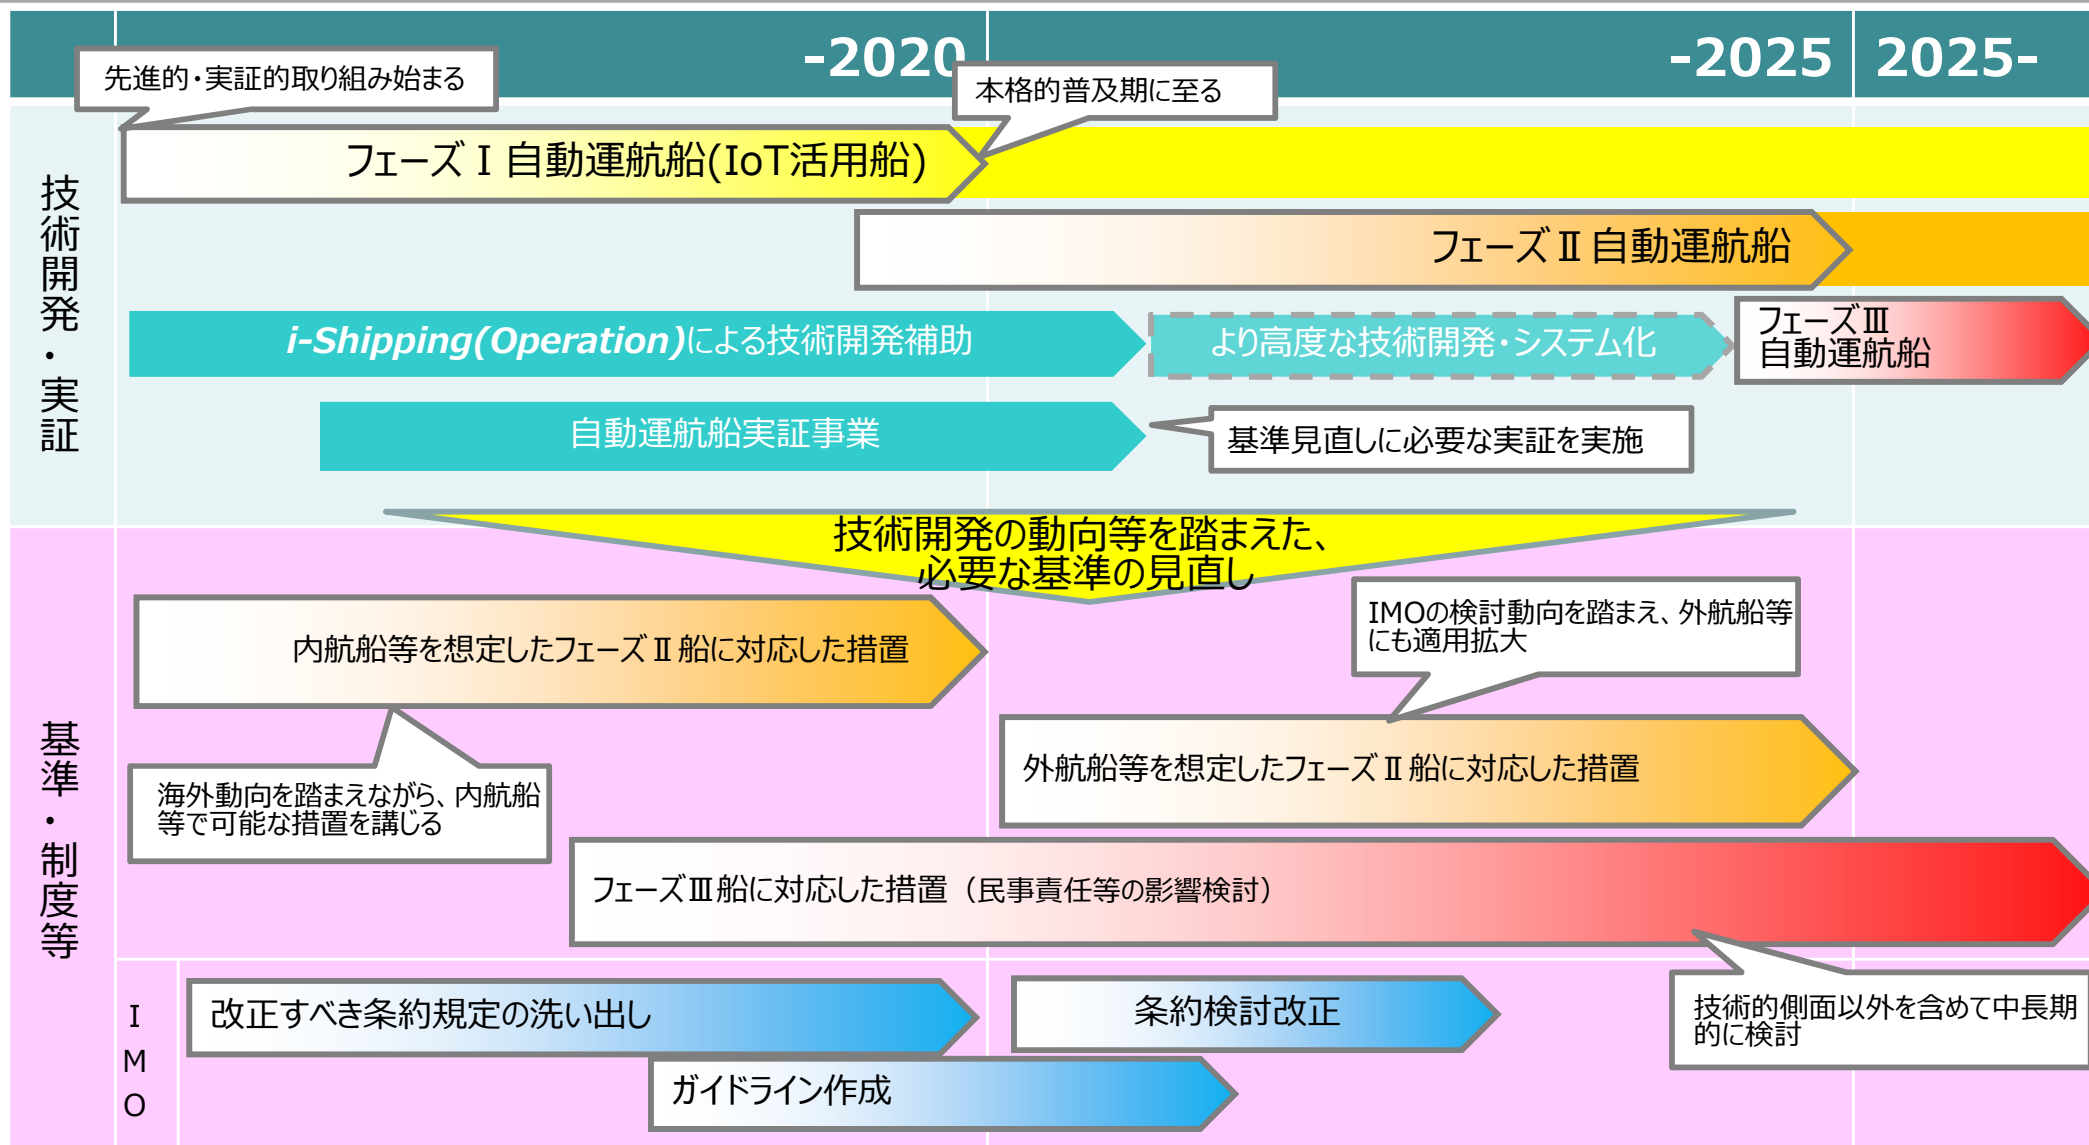 -2020
-2025
2025-
先進的・実証的取り組み始まる
本格的普及期に至る
技術開発・実証
フェーズⅠ自動運航船(IoT活用船)
フェーズⅡ自動運航船
i-Shipping(Operation)による技術開発補助
より高度な技術開発・システム化
フェーズⅢ
自動運航船
自動運航船実証事業
基準見直しに必要な実証を実施
技術開発の動向等を踏まえた、
必要な基準の見直し
基準・制度等
内航船等を想定したフェーズⅡ船に対応した措置
IMOの検討動向を踏まえ、外航船等
にも適用拡大
海外動向を踏まえながら、内航船
等で可能な措置を講じる
外航船等を想定したフェーズⅡ船に対応した措置
フェーズⅢ船に対応した措置（民事責任等の影響検討）
技術的側面以外を含めて中長期
的に検討
IMO
改正すべき条約規定の洗い出し
条約検討改正
ガイドライン作成